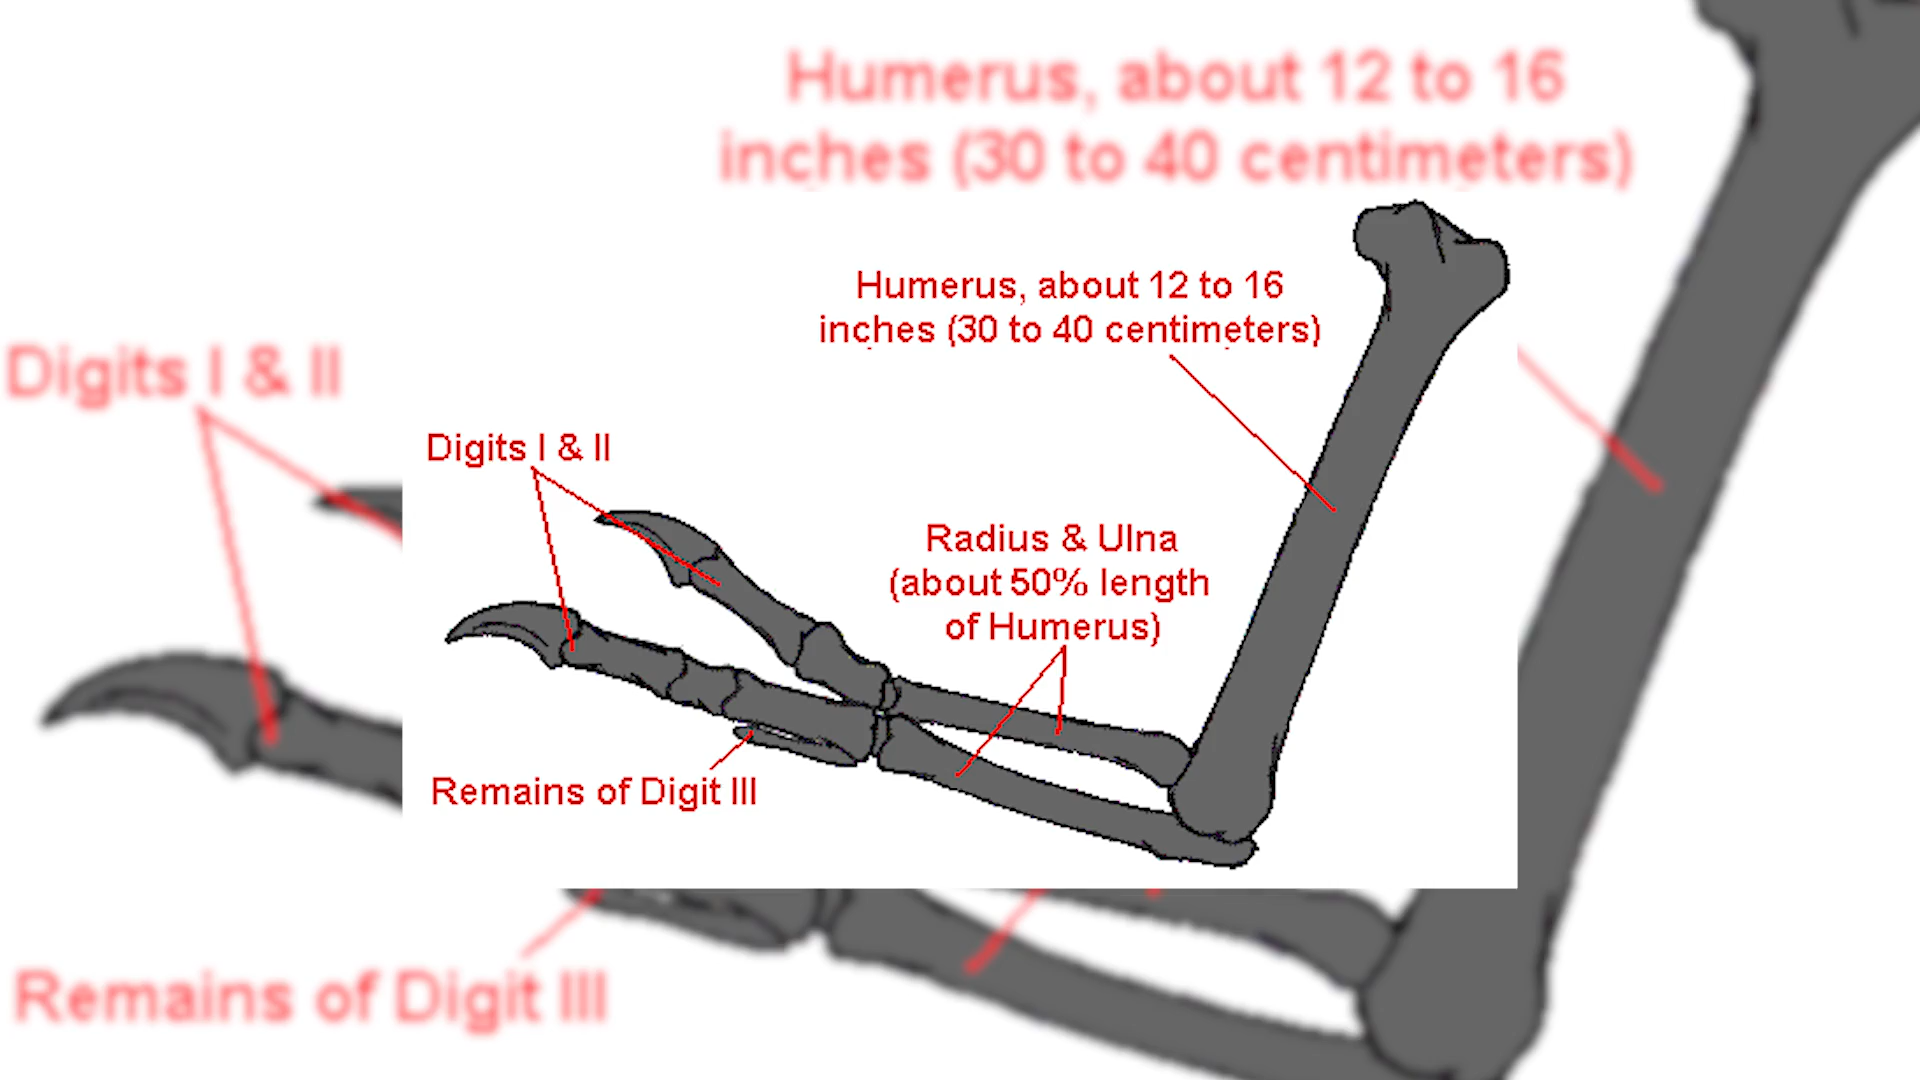 Humerus, about 12 to 16
inches (30 to 40 centimeters)
Digits I & II
Remains of Digit III
Humerus, about 12 to 16
inches (30 to 40 centimeters)
Digits I & II
Radius & Ulna
(about 50% length
of Humerus)
Remains of Digit III